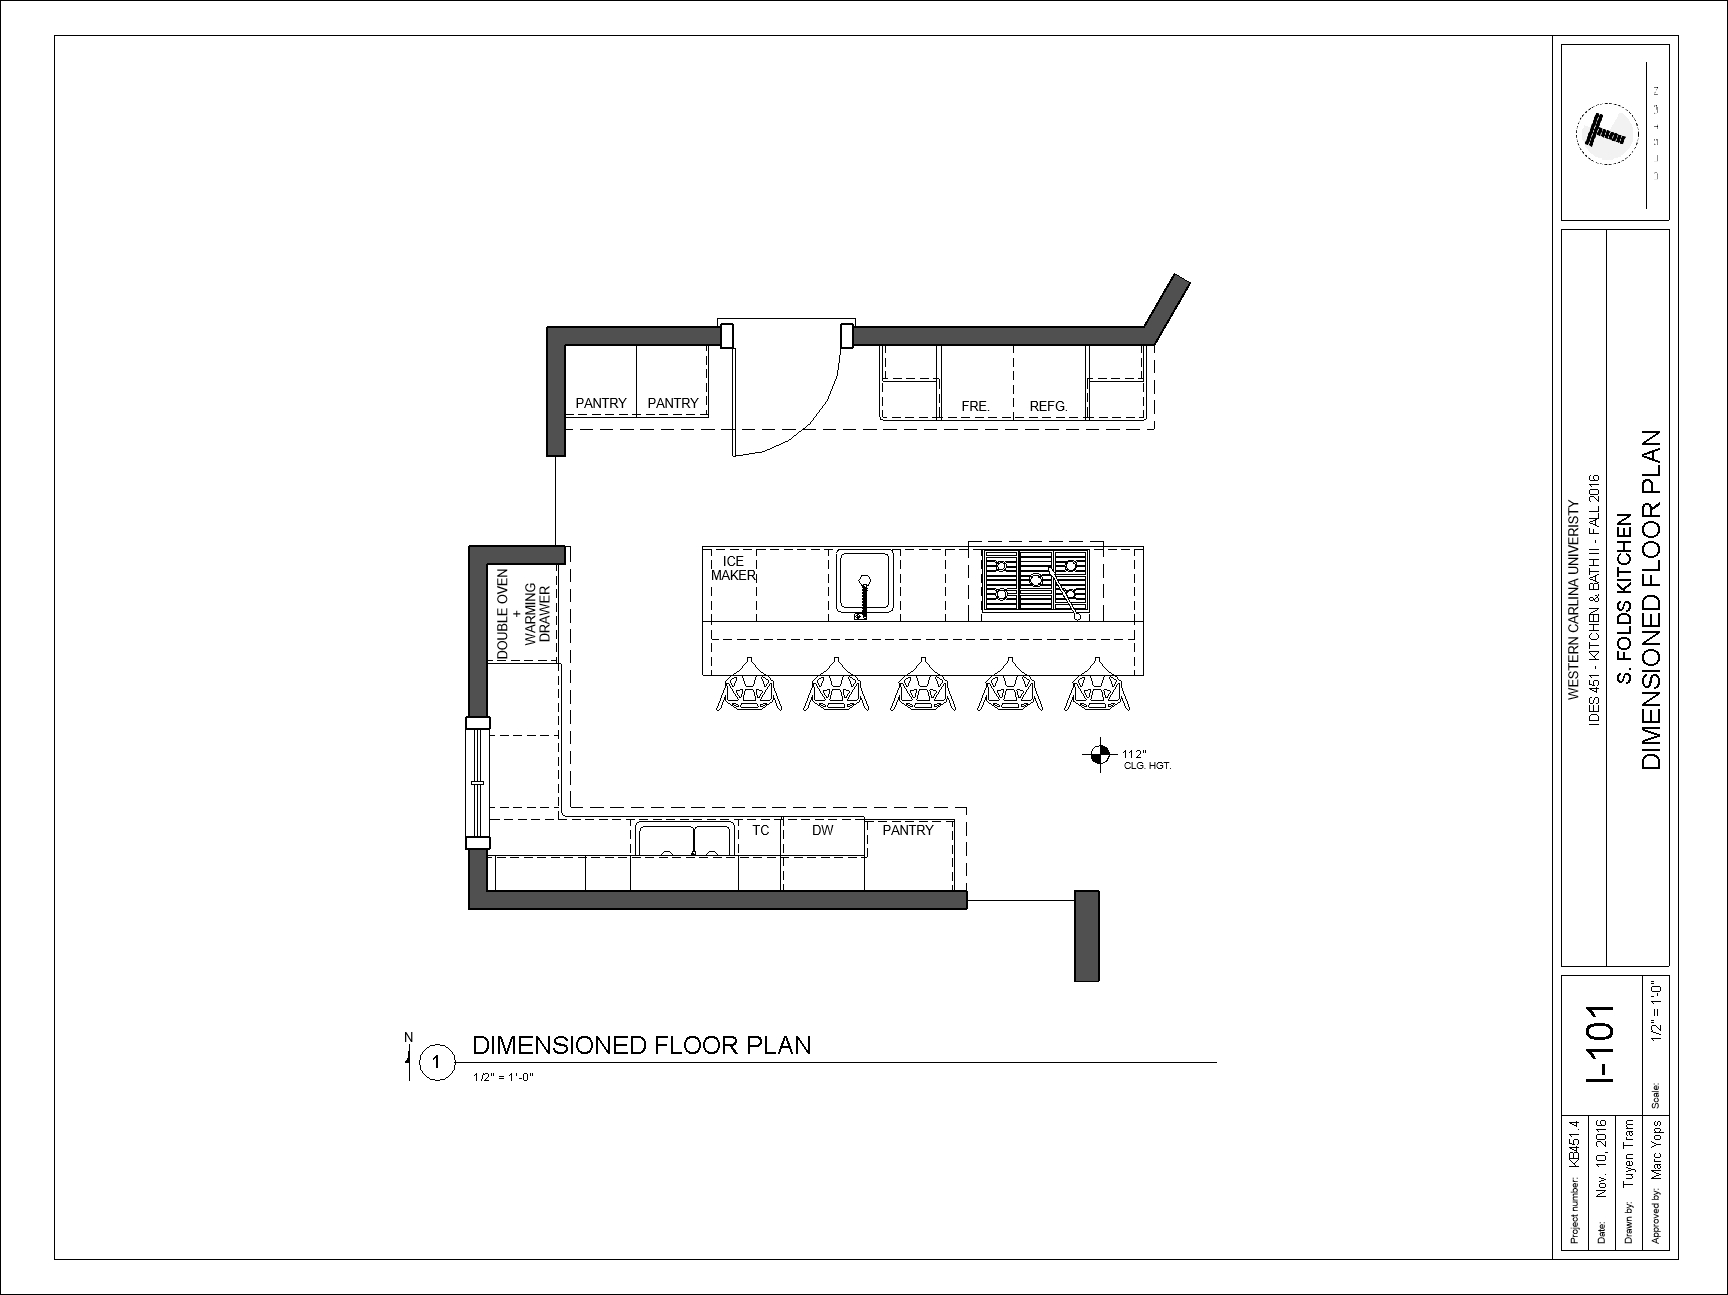 PANTRY PANTRY
FRE. REFG.
ICE
MAKER
DOUBLE OVEN
+
WARMING
DRAWER
112"
CLG. HGT.
TC DW PANTRY
N
1 DIMENSIONED FLOOR PLAN
1/2" = 1'-0"
WESTERN CARLINA UNIVERISTY
IDES 451 - KITCHEN & BATH II - FALL 2016
S. FOLDS KITCHEN
DIMENSIONED FLOOR PLAN
I-101
Scale: 1/2" = 1'-0"
Project number: KB451.4
Date: Nov. 10, 2016
Drawn by: Tuyen Tram
Approved by: Marc Yops